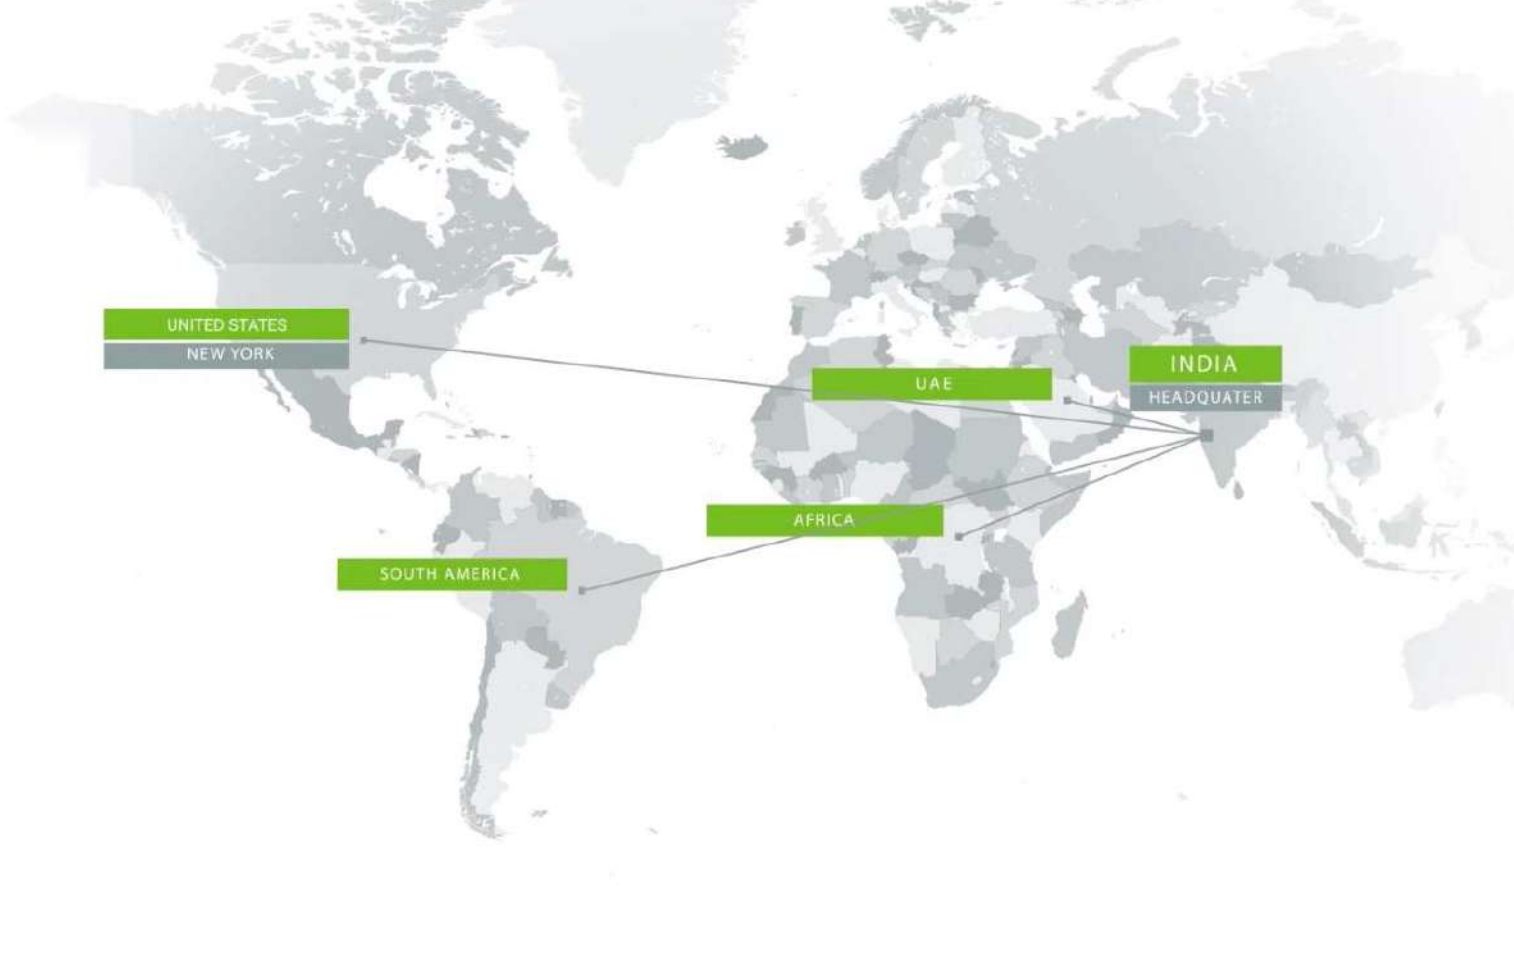 UNITED STATES
NEW YORK
UAE
INDIA
HEADQUATER
AFRICA
SOUTH AMERICA